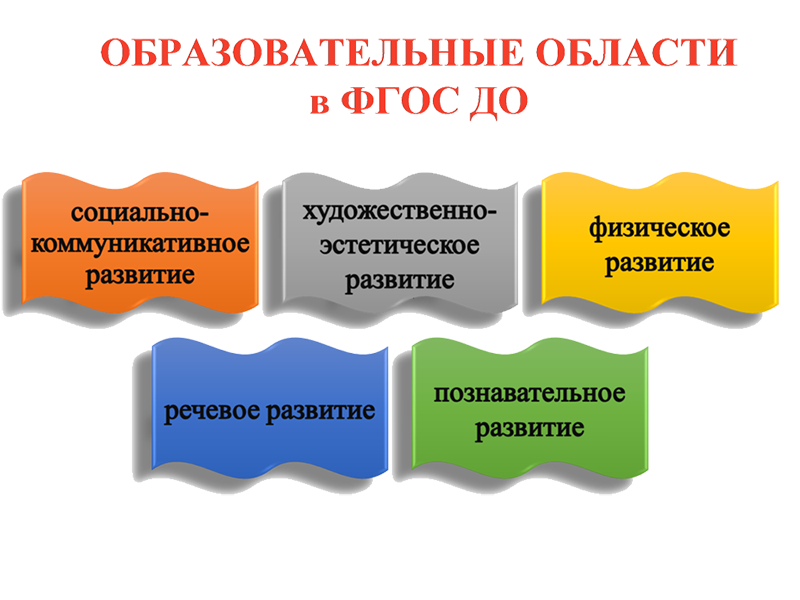 ОБРАЗОВАТЕЛЬНЫЕ ОБЛАСТИ
в ФГОС ДО
социально-
коммуникативное
развитие
художественно-
эстетическое
развитие
физическое
развитие
речевое развитие
познавательное
развитие